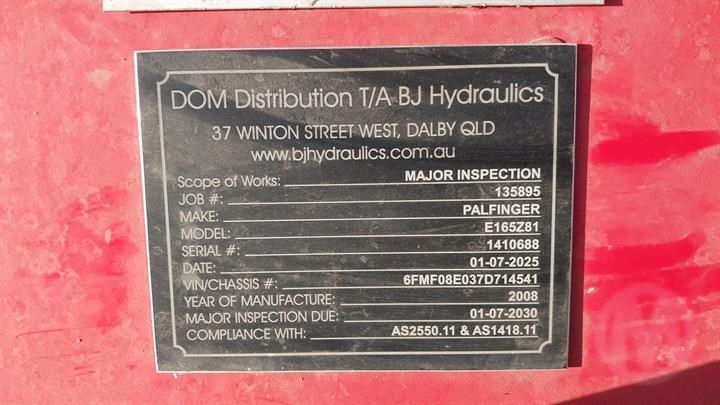 DOM Distribution T/A BJ Hydraulics
37 WINTON STREET WEST, DALBY QLD
www.bjhydraulics.com.au
Scope of Works: MAJOR INSPECTION
JOB #: 135895
MAKE: PALFINGER
MODEL: E165Z81
SERIAL #: 1410688
DATE: 01-07-2025
VIN/CHASSIS #: 6FMF08E037D714541
YEAR OF MANUFACTURE: 2008
MAJOR INSPECTION DUE: 01-07-2030
COMPLIANCE WITH: AS2550.11 & AS1418.11